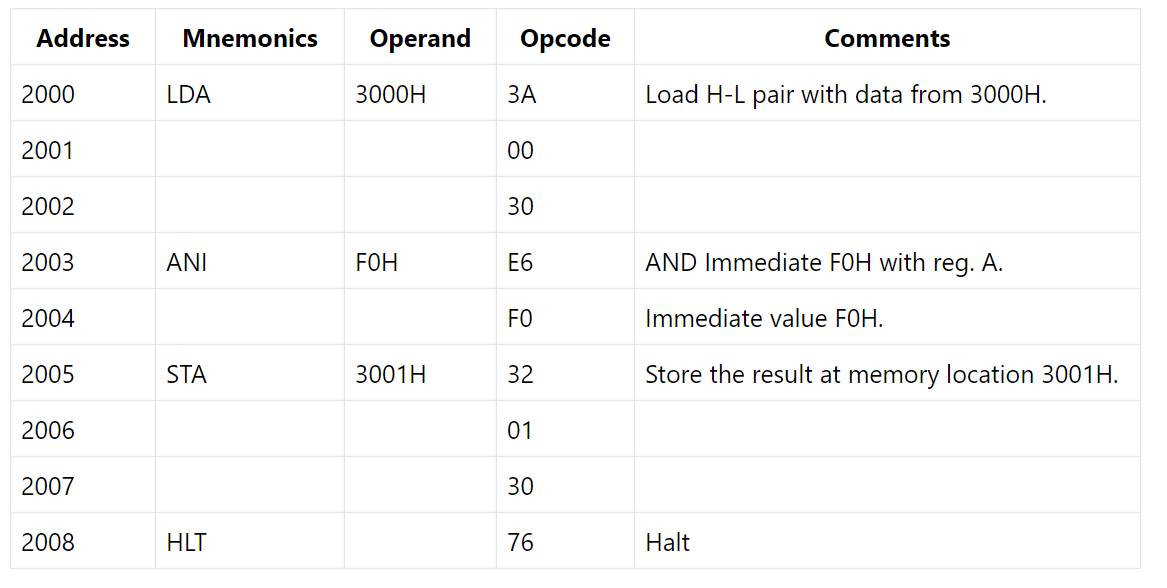 Address Mnemonics Operand Opcode Comments
2000 LDA 3000H 3A Load H-L pair with data from 3000H.
2001 00
2002 30
2003 ANI F0H E6 AND Immediate F0H with reg. A.
2004 F0 Immediate value F0H.
2005 STA 3001H 32 Store the result at memory location 3001H.
2006 01
2007 30
2008 HLT 76 Halt